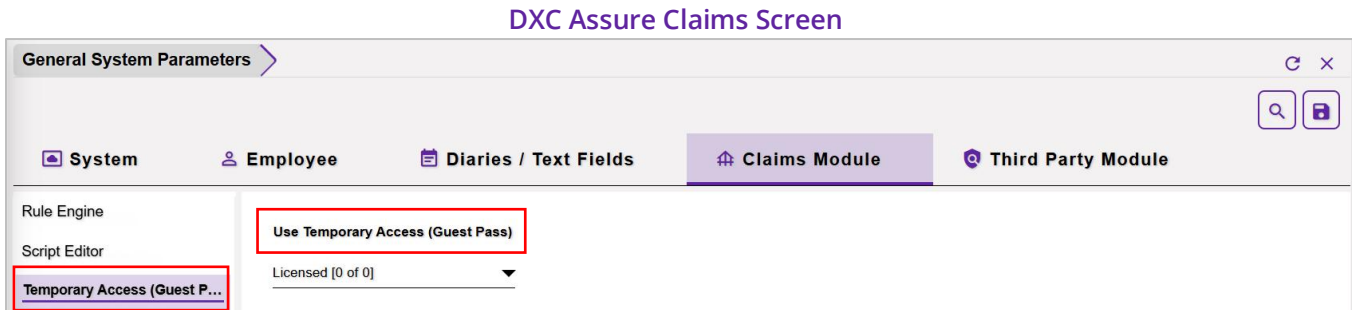 DXC Assure Claims Screen
General System Parameters
System
Employee
Diaries / Text Fields
Claims Module
Third Party Module
Rule Engine
Script Editor
Temporary Access (Guest P...
Use Temporary Access (Guest Pass)
Licensed [0 of 0]